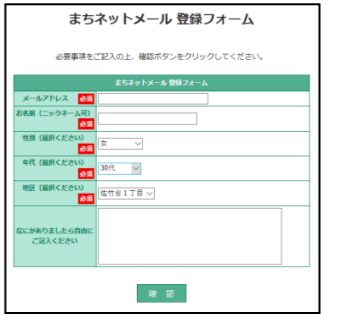 まちネットメール 登録フォーム
必要事項をご記入の上、確認ボタンをクリックしてください。
まちネットメール 登録フォーム
メールアドレス 必須
お名前（ニックネーム可）
必須
性別（選択ください）
必須
女
年代（選択ください）
必須
30代
地区（選択ください）
必須
佐竹台１丁目
なにかありましたら自由に
ご記入ください
確 認